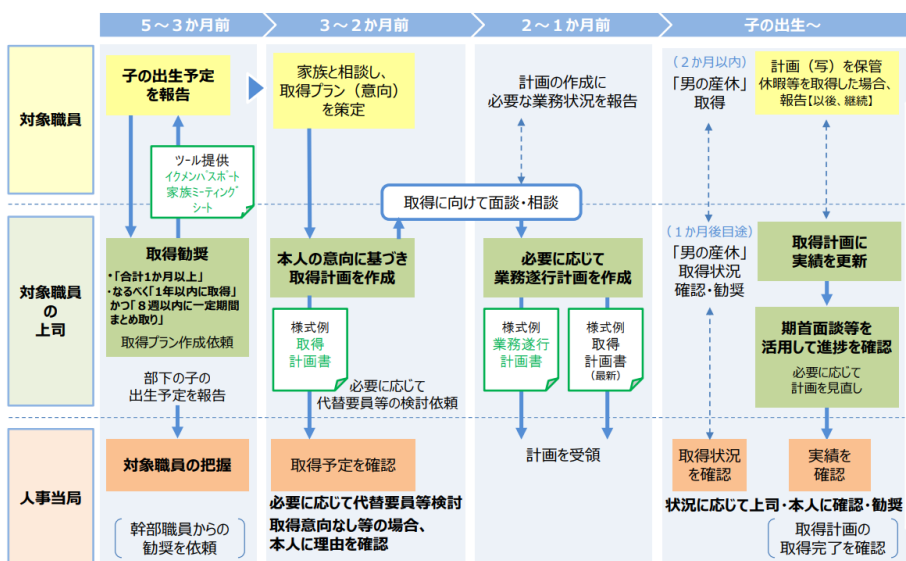 5～3か月前
3～2か月前
2～1か月前
子の出生～
対象職員
子の出生予定
を報告
家族と相談し、
取得プラン（意向）
を策定
計画の作成に
必要な業務状況を報告
（２か月以内）
「男の産休」
取得
計画（写）を保管
休暇等を取得した場合、
報告【以後、継続】
ツール提供
イクメンパスポート
家族ミーティング
シート
取得に向けて面談・相談
対象職員
の
上司
取得勧奨
・「合計1か月以上」
・なるべく「1年以内に取得」
かつ「８週以内に一定期間
まとめ取り」
取得プラン作成依頼
本人の意向に基づき
取得計画を作成
必要に応じて
業務遂行計画を作成
（１か月後目途）
「男の産休」
取得状況
確認・勧奨
取得計画に
実績を更新
様式例
取得
計画書
様式例
業務遂行
計画書
様式例
取得
計画書
（最新）
期首面談等を
活用して進捗を確認
必要に応じて
計画を見直し
部下の子の
出生予定を報告
必要に応じて
代替要員等の検討依頼
人事当局
対象職員の把握
取得予定を確認
計画を受領
取得状況
を確認
実績を
確認
必要に応じて代替要員等検討
取得意向なし等の場合、
本人に理由を確認
状況に応じて上司・本人に確認・勧奨
幹部職員からの
勧奨を依頼
取得計画の
取得完了を確認